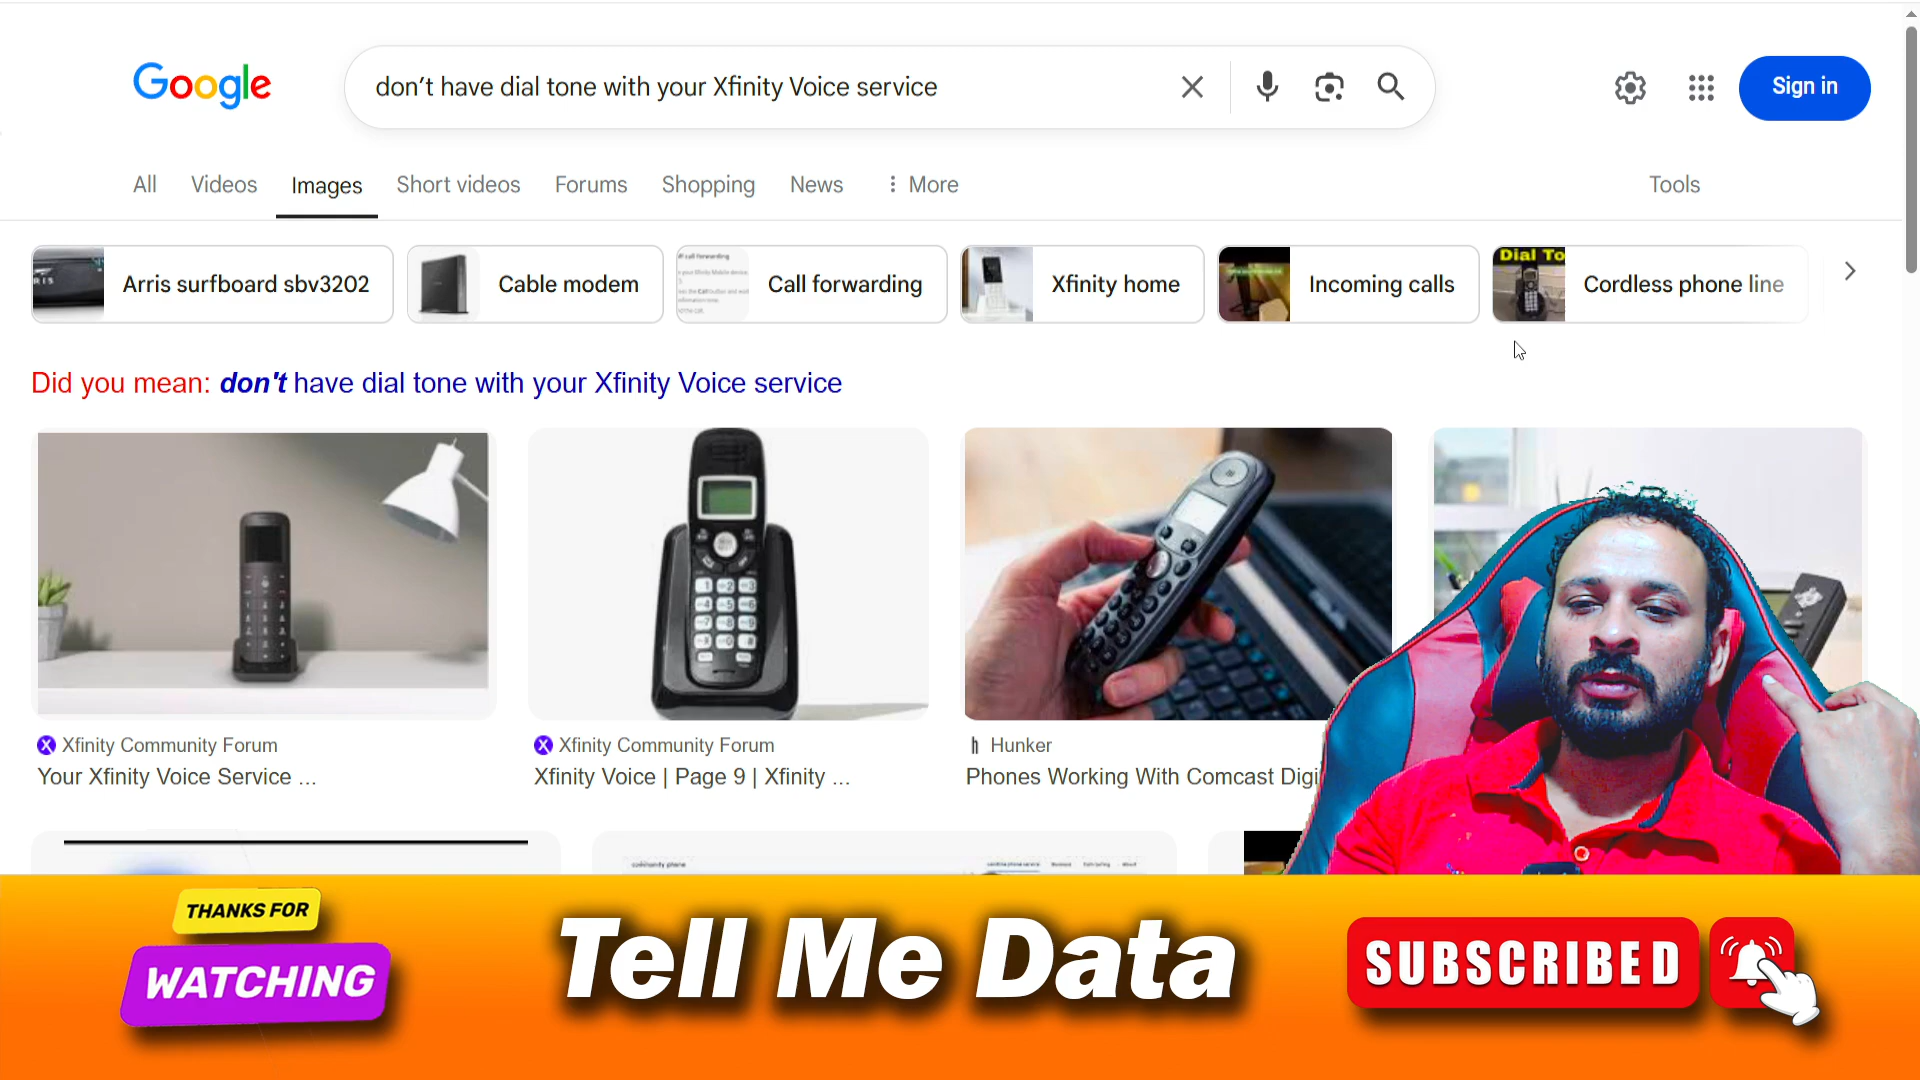 Google
don’t have dial tone with your Xfinity Voice service
Sign in
All
Videos
Images
Short videos
Forums
Shopping
News
More
Tools
Arris surfboard sbv3202
Cable modem
Call forwarding
Xfinity home
Incoming calls
Dial To
Cordless phone line
Did you mean: don't have dial tone with your Xfinity Voice service
Xfinity Community Forum
Your Xfinity Voice Service ...
Xfinity Community Forum
Xfinity Voice | Page 9 | Xfinity ...
h Hunker
Phones Working With Comcast Digi
community phone
THANKS FOR
WATCHING
Tell Me Data
SUBSCRIBED